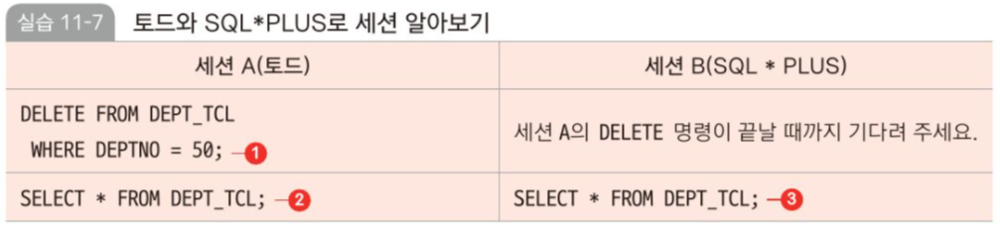 실습 11-7 토드와 SQL*PLUS로 세션 알아보기
세션 A(토드) 세션 B(SQL * PLUS)
DELETE FROM DEPT_TCL
WHERE DEPTNO = 50; 1
세션 A의 DELETE 명령이 끝날 때까지 기다려 주세요.
SELECT * FROM DEPT_TCL; 2 SELECT * FROM DEPT_TCL; 3